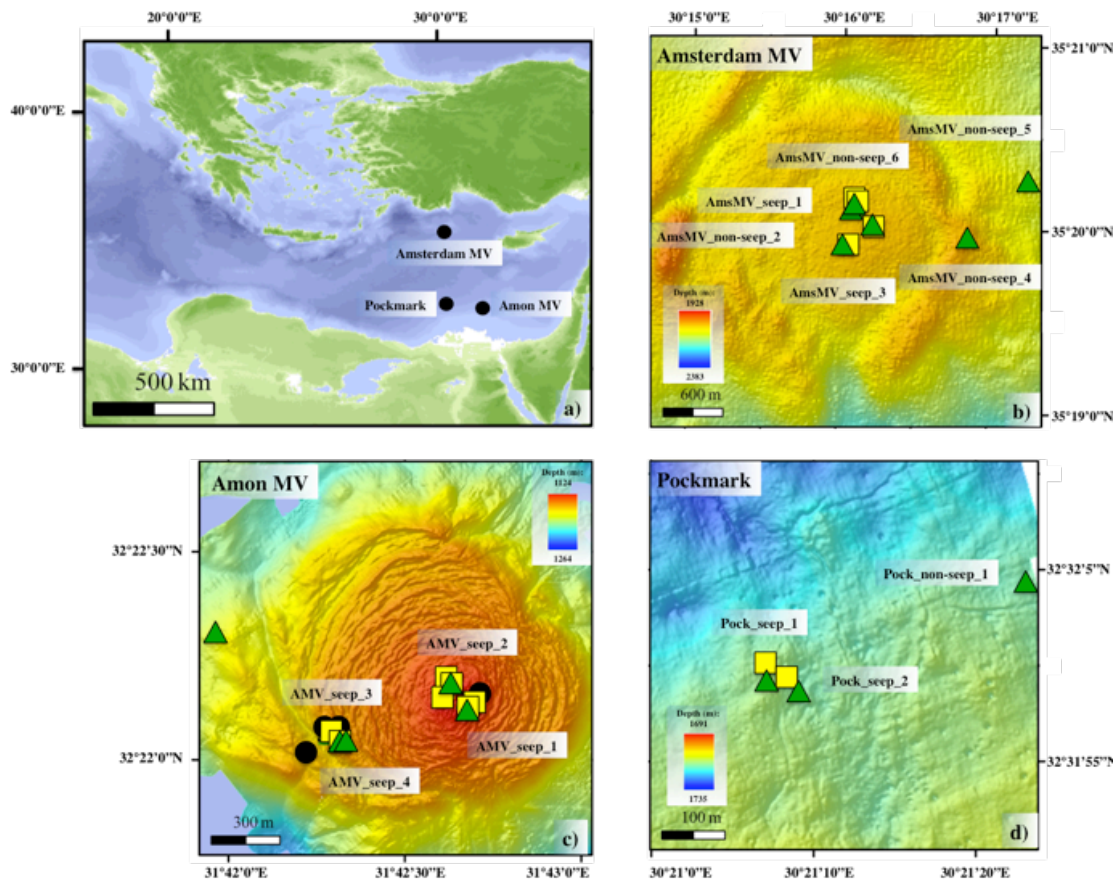 20°0'0"E
30°0'0"E
40°0'0"E
30°0'0"E
Amsterdam MV
Pockmark
Amon MV
500 km
a)
30°15'0"E
30°16'0"E
30°17'0"E
Amsterdam MV
35°21'0"N
AmsMV_non-seep_5
AmsMV_non-seep_6
AmsMV_seep_1
AmsMV_non-seep_2
35°20'0"N
AmsMV_non-seep_4
AmsMV_seep_3
Depth (m):
1928
2383
600 m
b)
35°19'0"N
Amon MV
Depth (m):
1124
1264
32°22'30"N
AMV_seep_2
AMV_seep_3
AMV_seep_1
32°22'0"N
AMV_seep_4
300 m
c)
31°42'0"E
31°42'30"E
31°43'0"E
Pockmark
32°32'5"N
Pock_non-seep_1
Pock_seep_1
Pock_seep_2
Depth (m):
1691
1735
32°31'55"N
100 m
d)
30°21'0"E
30°21'10"E
30°21'20"E